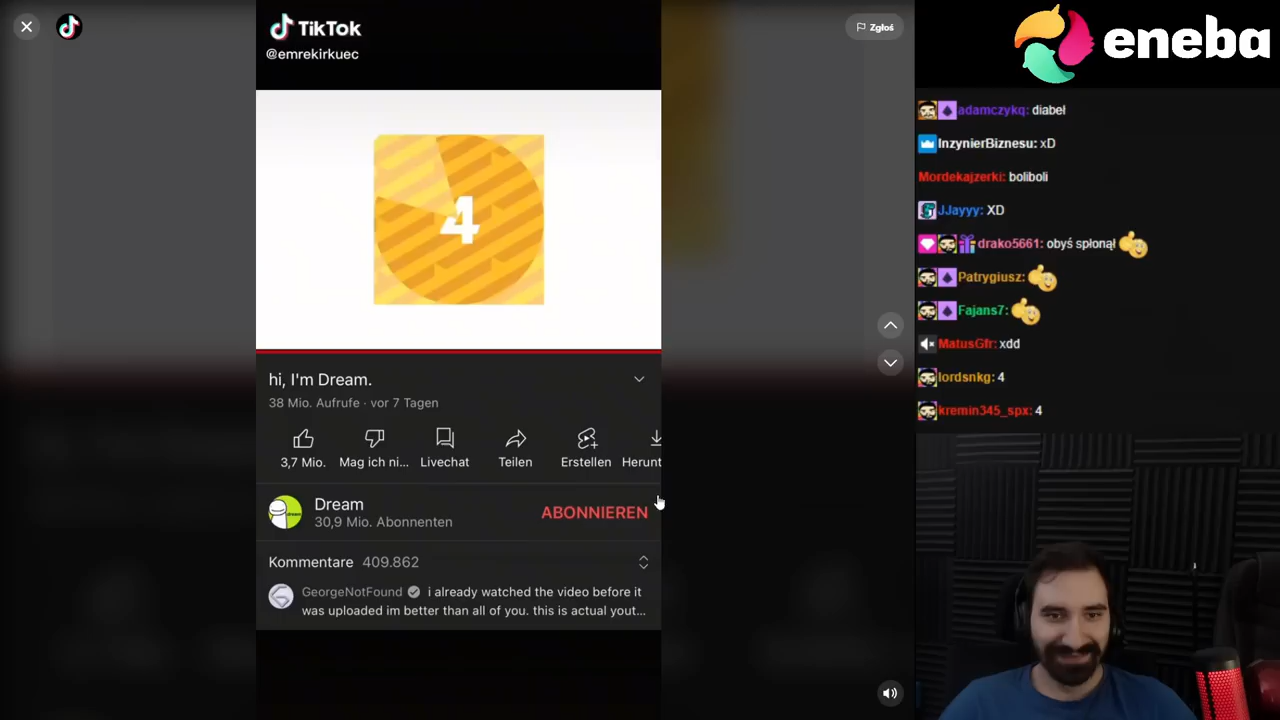 TikTok
@emrekirkuec
Zgłoś
eneba
4
hi, I'm Dream.
38 Mio. Aufrufe · vor 7 Tagen
3,7 Mio.
Mag ich ni...
Livechat
Teilen
Erstellen
Herunt
Dream
30,9 Mio. Abonnenten
ABONNIEREN
Kommentare 409.862
GeorgeNotFound i already watched the video before it
was uploaded im better than all of you. this is actual yout...
adamczykq: diabeł
InzynierBiznesu: xD
Mordekajzerki: boliboli
JJayyy: XD
drako5661: obyś spłonął
Patrygiusz:
Fajans7:
MatusGfr: xdd
lordsnkg: 4
kremin345_spx: 4